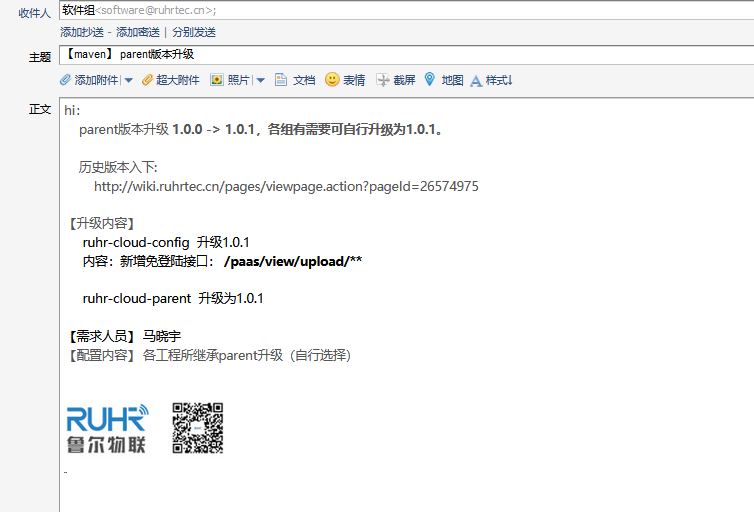 收件人 软件组<software@ruhrtec.cn>;
添加抄送 - 添加密送 | 分别发送
主题 【maven】 parent版本升级
添加附件 | 超大附件 照片 | 文档 表情 截屏 地图 样式↓
正文 hi：
parent版本升级 1.0.0 -> 1.0.1，各组有需要可自行升级为1.0.1。
历史版本入下:
http://wiki.ruhrtec.cn/pages/viewpage.action?pageId=26574975
【升级内容】
ruhr-cloud-config 升级1.0.1
内容：新增免登陆接口： /paas/view/upload/**
ruhr-cloud-parent 升级为1.0.1
【需求人员】 马晓宇
【配置内容】 各工程所继承parent升级（自行选择）
RUHR
鲁尔物联